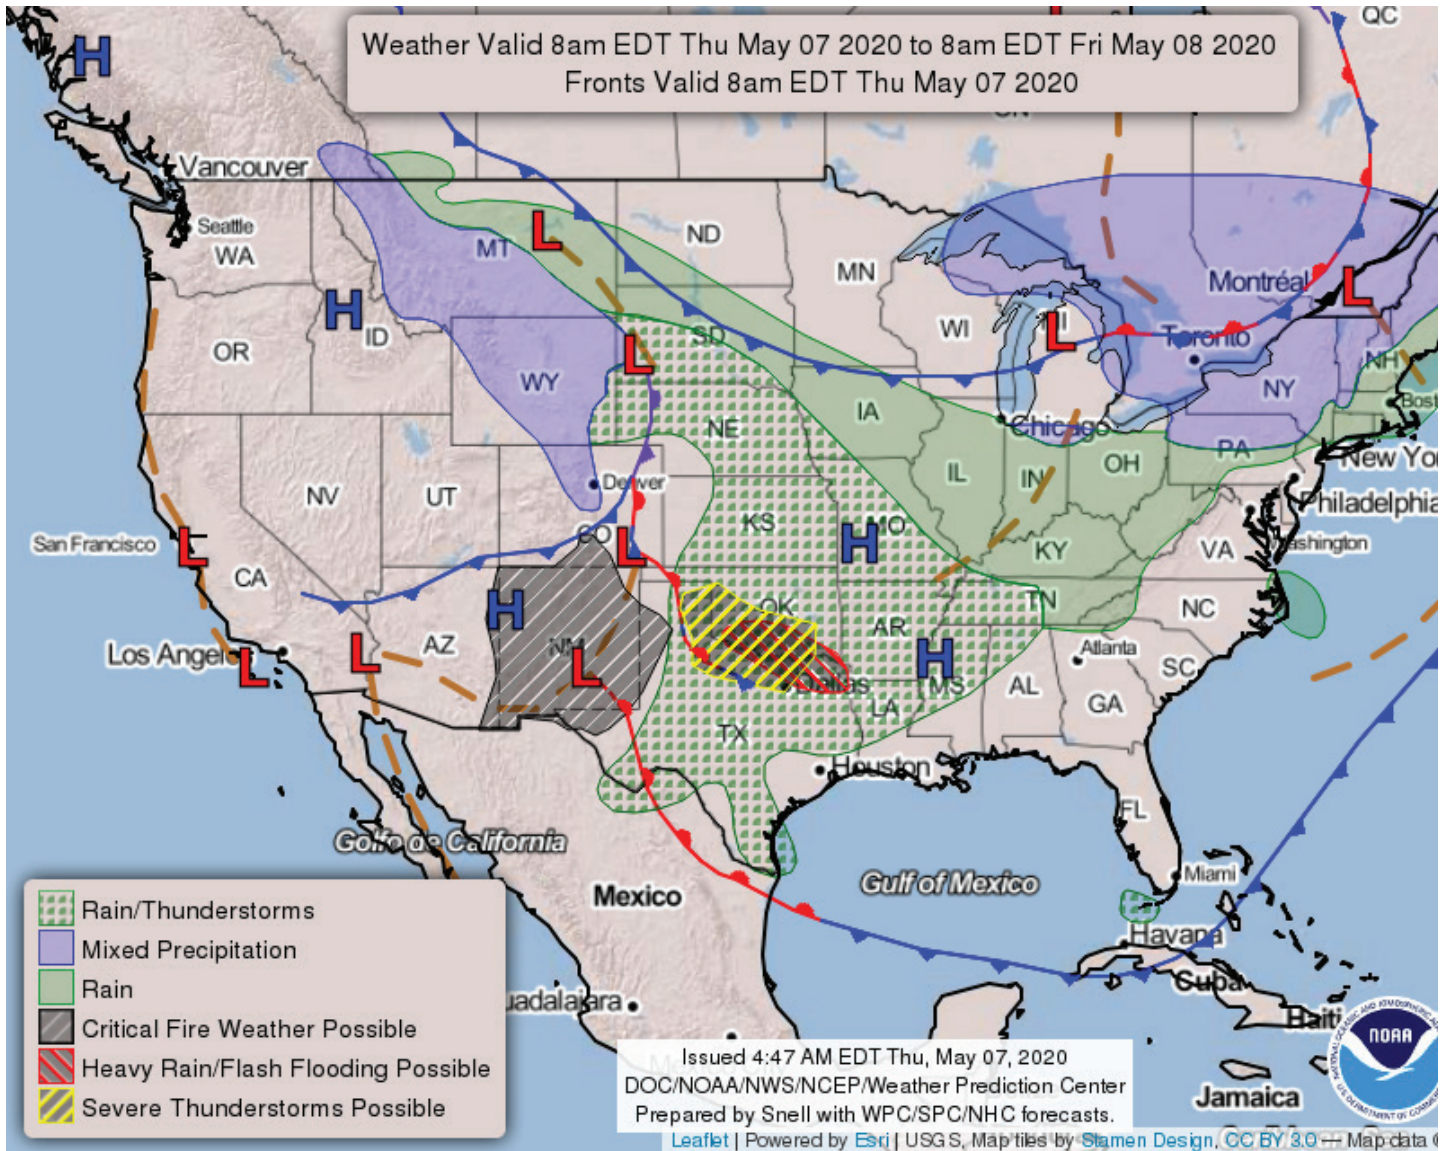 Weather Valid 8am EDT Thu May 07 2020 to 8am EDT Fri May 08 2020
Fronts Valid 8am EDT Thu May 07 2020
QC
H
L
Vancouver
Seattle
WA
L
MT
ND
MN
Montréal
L
H
ID
OR
WI
L
Toronto
SD
L
WY
NH
NY
IA
Bost
NE
Chicago
PA
New Yo
OH
IL
IN
Denver
NV
UT
Philadelphia
KS
MO
H
CO
L
San Francisco
L
KY
VA
ashington
CA
H
OK
TN
NC
AR
AZ
NM
Los Angele
L
L
L
H
Atlanta
SC
Dallas
MS
AL
GA
LA
TX
Houston
FL
Golfo de California
Gulf of Mexico
Miami
Mexico
Havana
Cuba
Haiti
uadalajara
Jamaica
Rain/Thunderstorms
Mixed Precipitation
Rain
Critical Fire Weather Possible
Heavy Rain/Flash Flooding Possible
Severe Thunderstorms Possible
NOAA
Issued 4:47 AM EDT Thu, May 07, 2020
DOC/NOAA/NWS/NCEP/Weather Prediction Center
Prepared by Snell with WPC/SPC/NHC forecasts.
Leaflet | Powered by Esri | USGS, Map tiles by Stamen Design, CC BY 3.0 — Map data ©